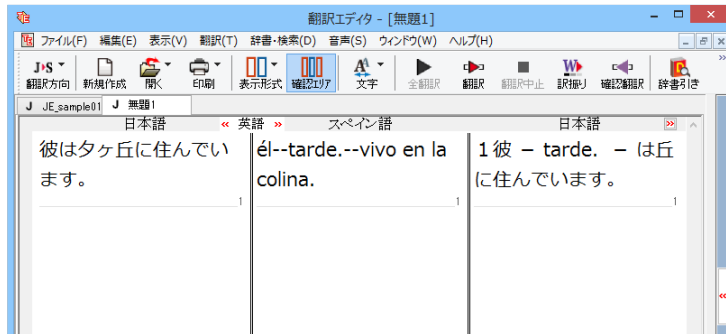 翻訳エディタ - [無題1]
ファイル(F) 編集(E) 表示(V) 翻訳(T) 辞書・検索(D) 音声(S) ウィンドウ(W) ヘルプ(H)
J›S
翻訳方向 新規作成 開く 印刷 表示形式 確認エリア 文字 全翻訳 翻訳 翻訳中止 訳振り 確認翻訳 辞書引き
J JE_sample01 J 無題1
日本語 « 英語 » スペイン語 日本語 »
彼は夕ヶ丘に住んでい
ます。
1
él--tarde.--vivo en la
colina.
1
1彼 − tarde. − は丘
に住んでいます。
1